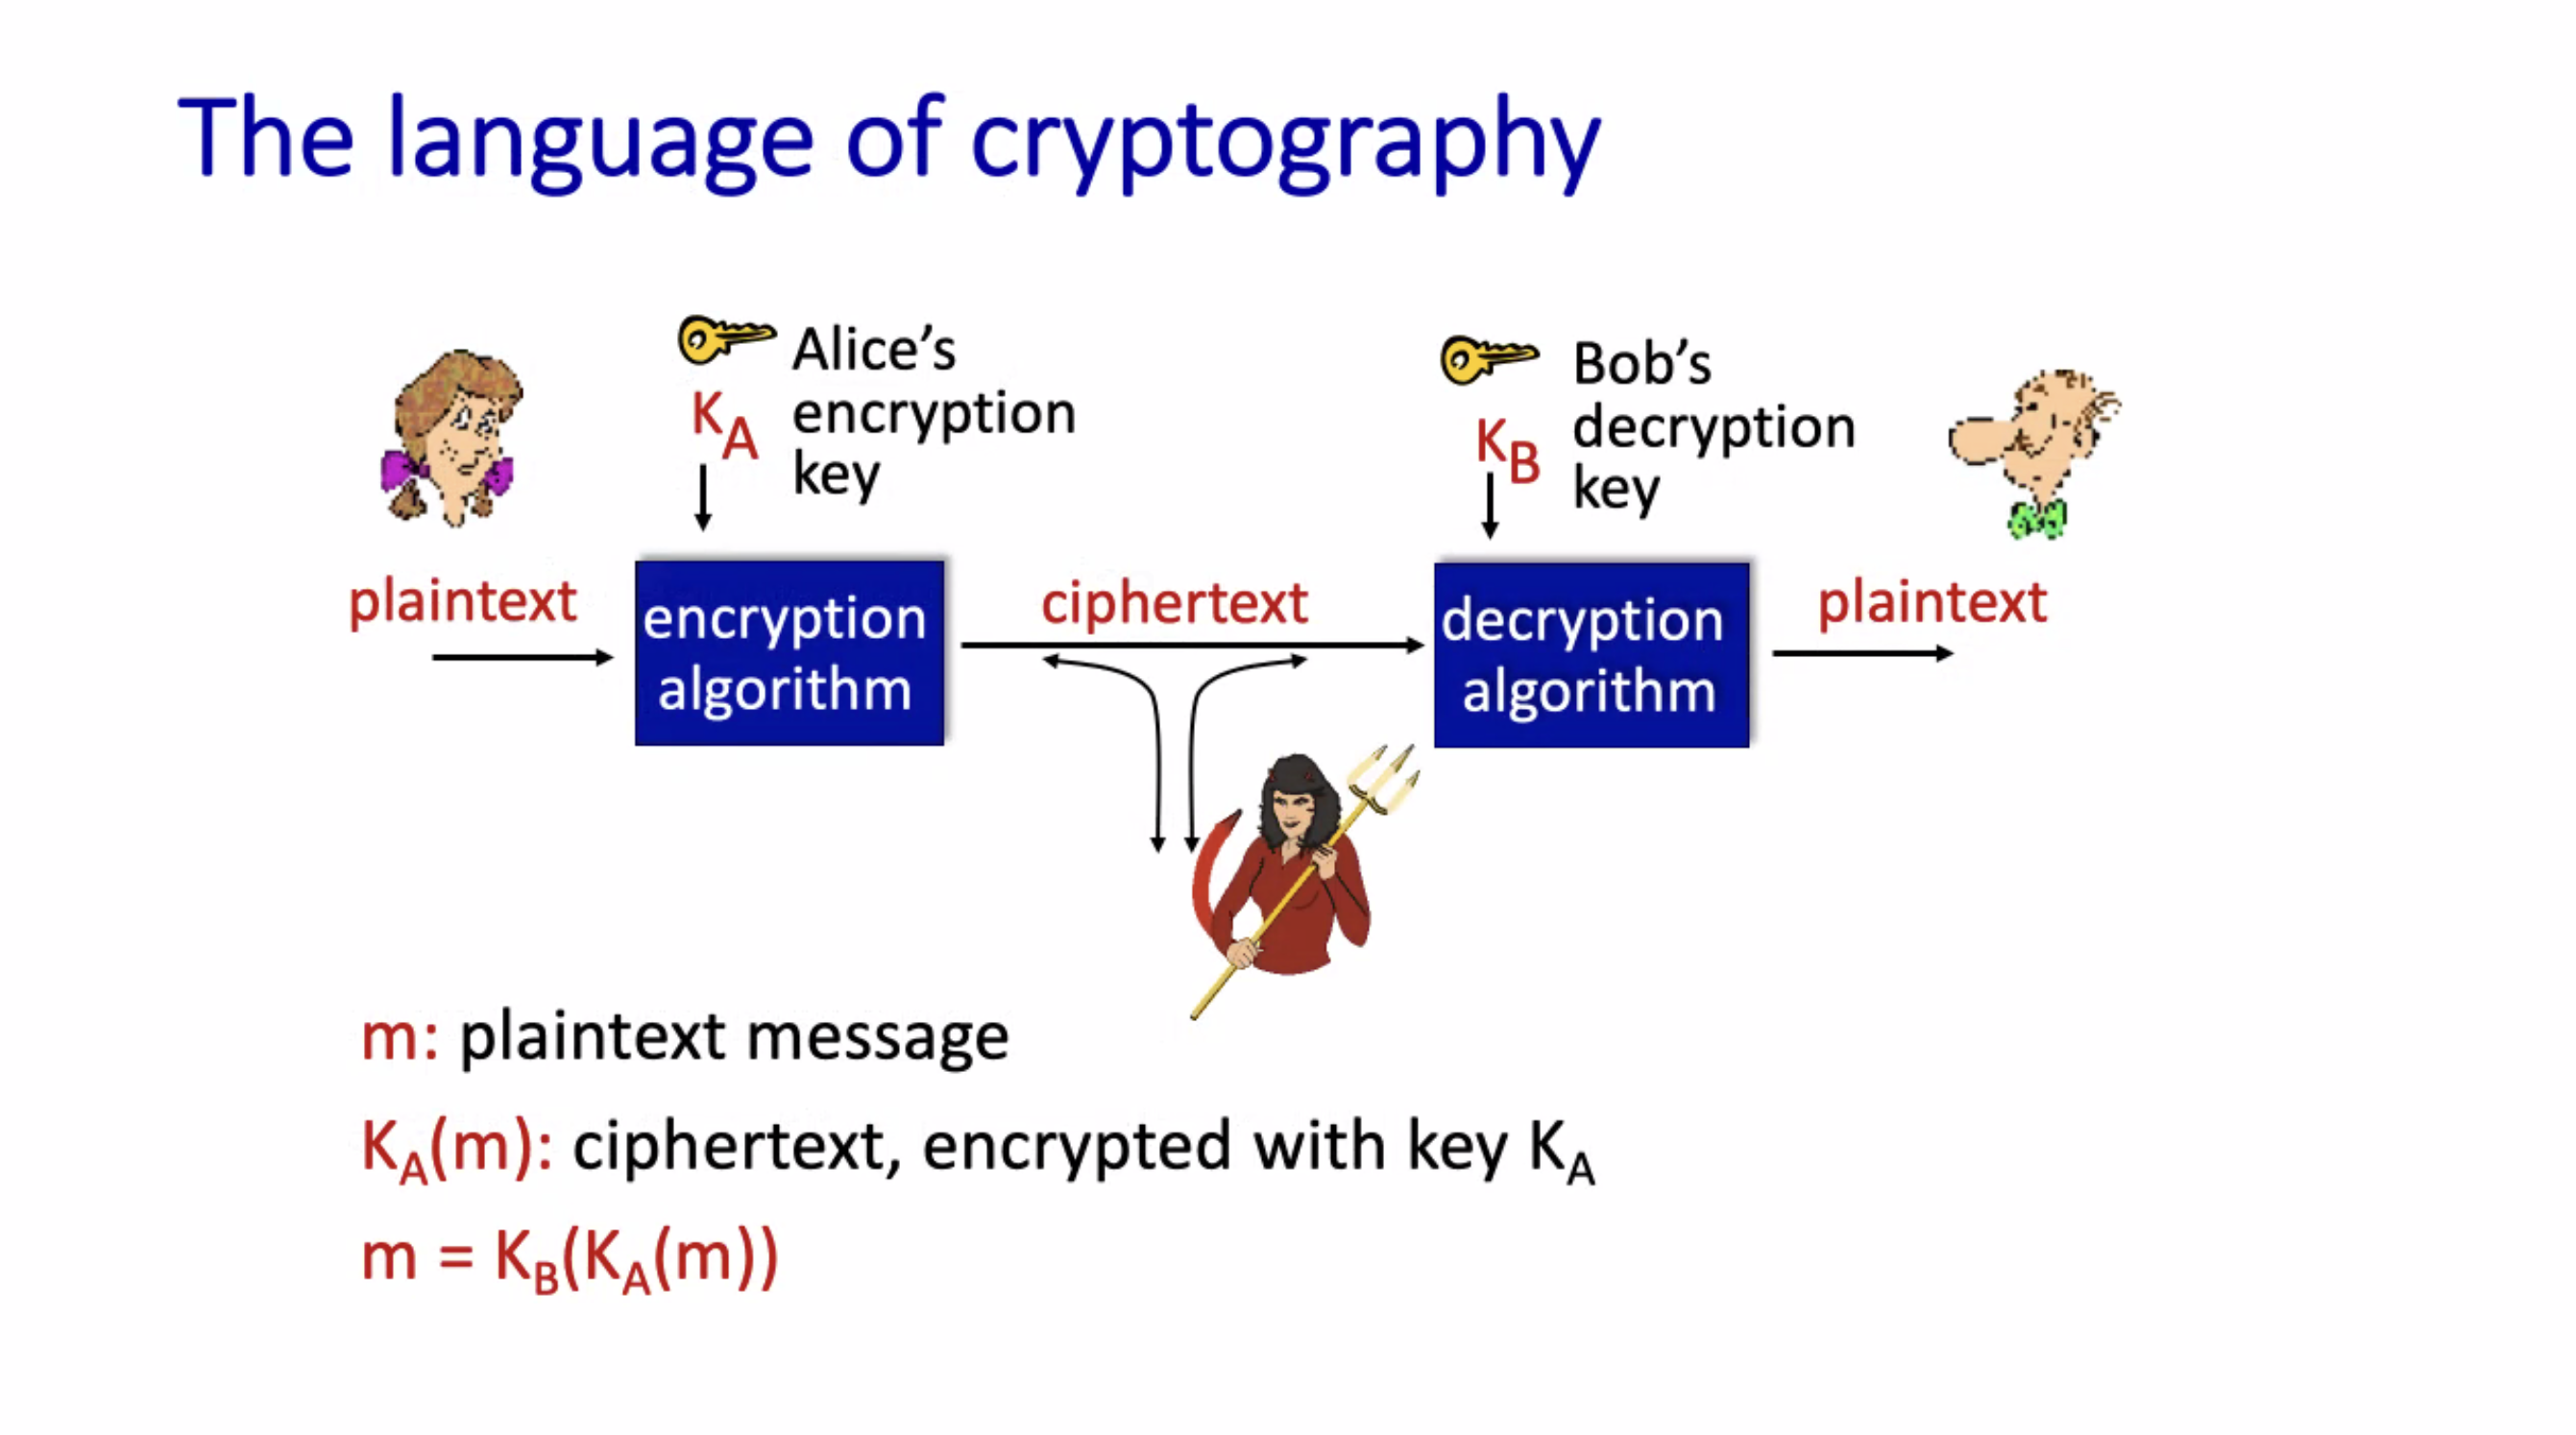 The language of cryptography
Alice’s
encryption
key
K_A
Bob’s
decryption
key
K_B
plaintext
encryption
algorithm
ciphertext
decryption
algorithm
plaintext
m: plaintext message
K_A(m): ciphertext, encrypted with key K_A
m = K_B(K_A(m))